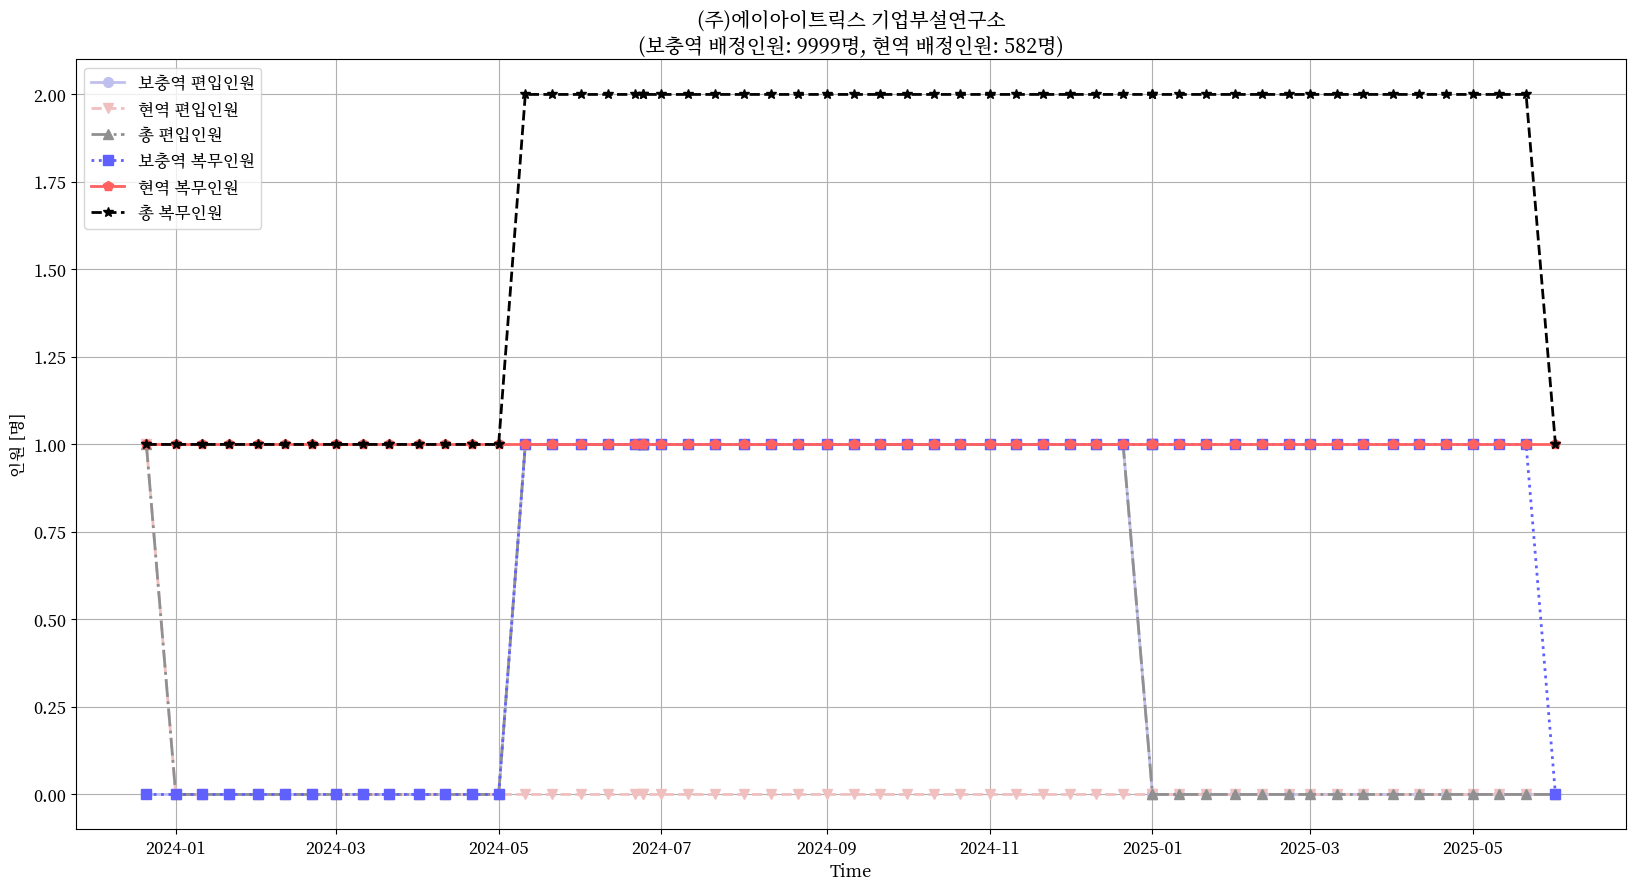 (주)에이아이트릭스 기업부설연구소
(보충역 배정인원: 9999명, 현역 배정인원: 582명)
보충역 편입인원
현역 편입인원
총 편입인원
보충역 복무인원
현역 복무인원
총 복무인원
인원 [명]
2.00
1.75
1.50
1.25
1.00
0.75
0.50
0.25
0.00
2024-01
2024-03
2024-05
2024-07
2024-09
2024-11
2025-01
2025-03
2025-05
Time